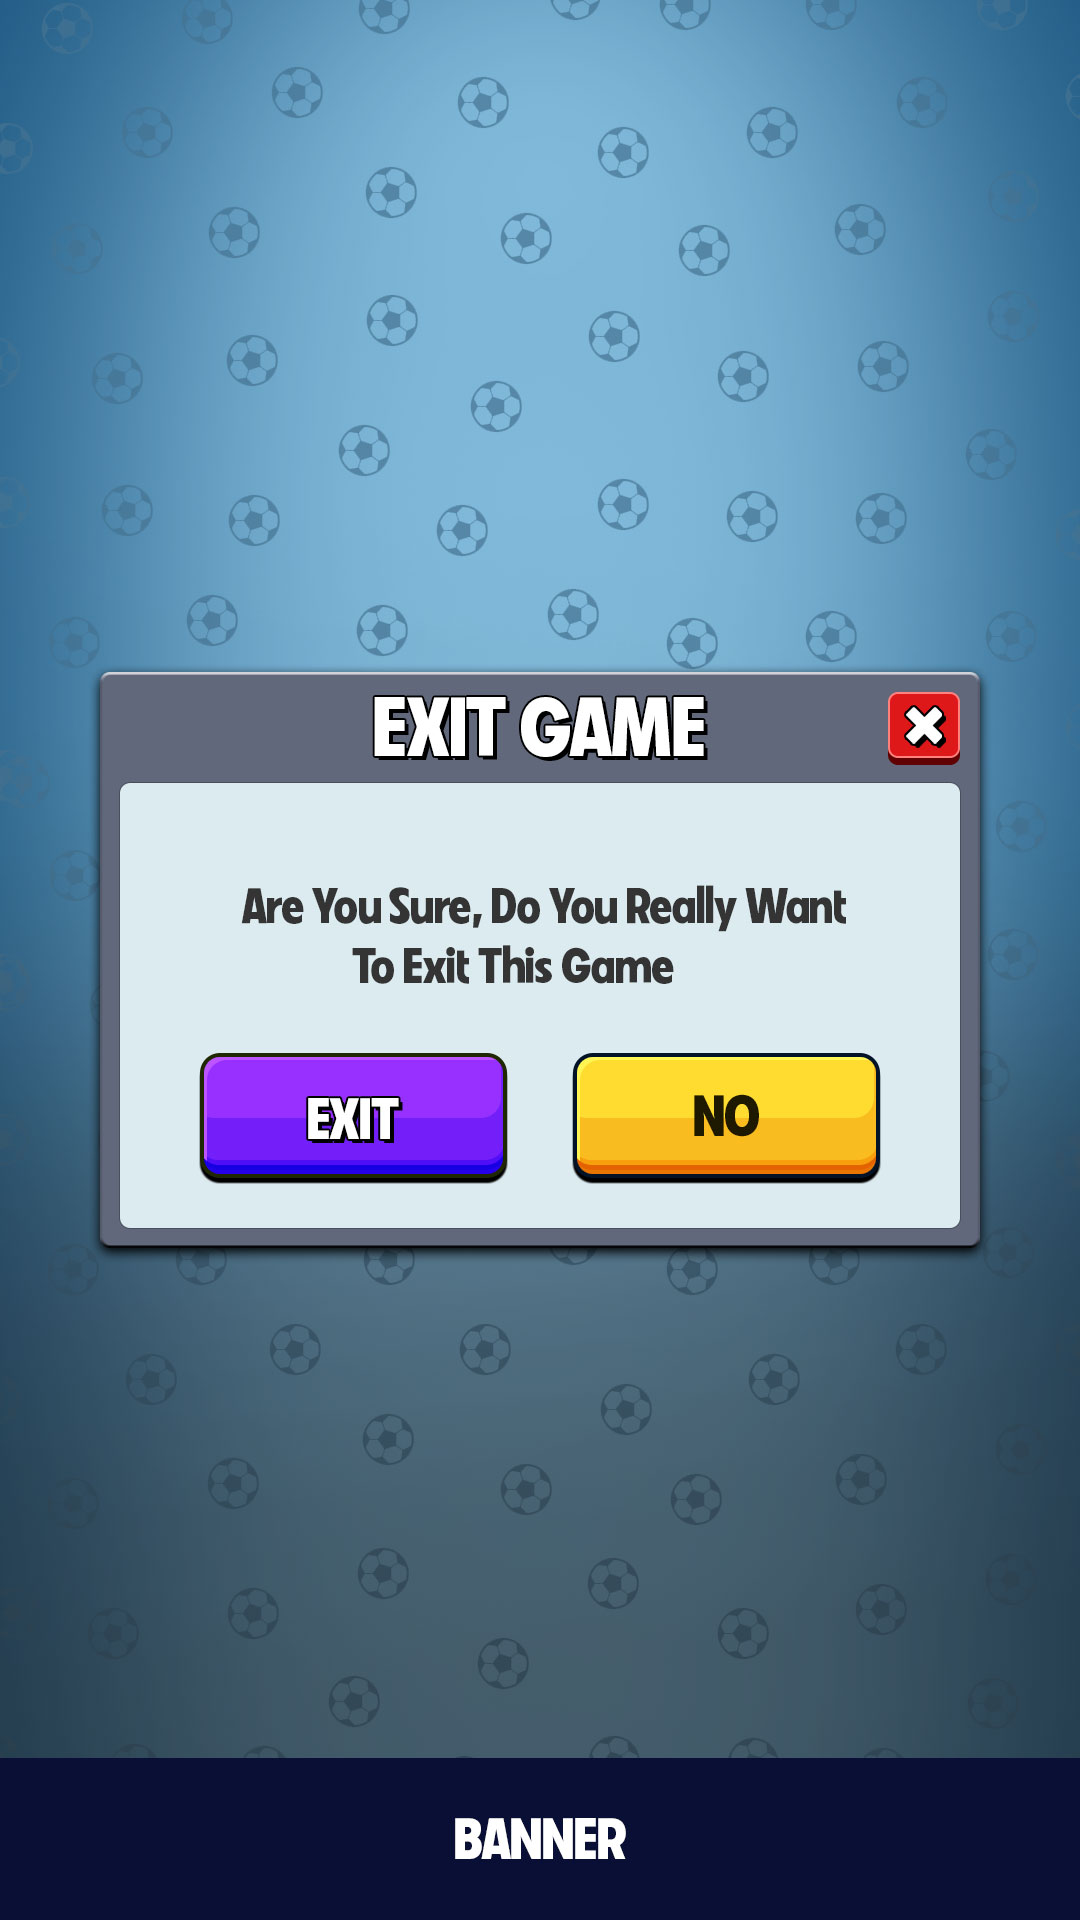 EXIT GAME
Are You Sure, Do You Really Want
To Exit This Game
EXIT
NO
BANNER